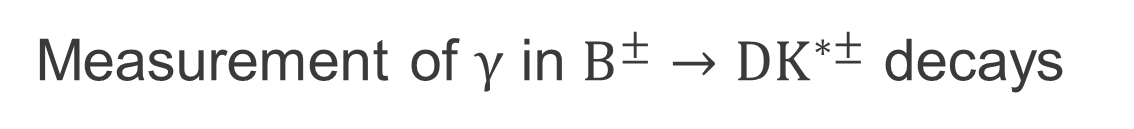 Measurement of γ in B± → DK*± decays